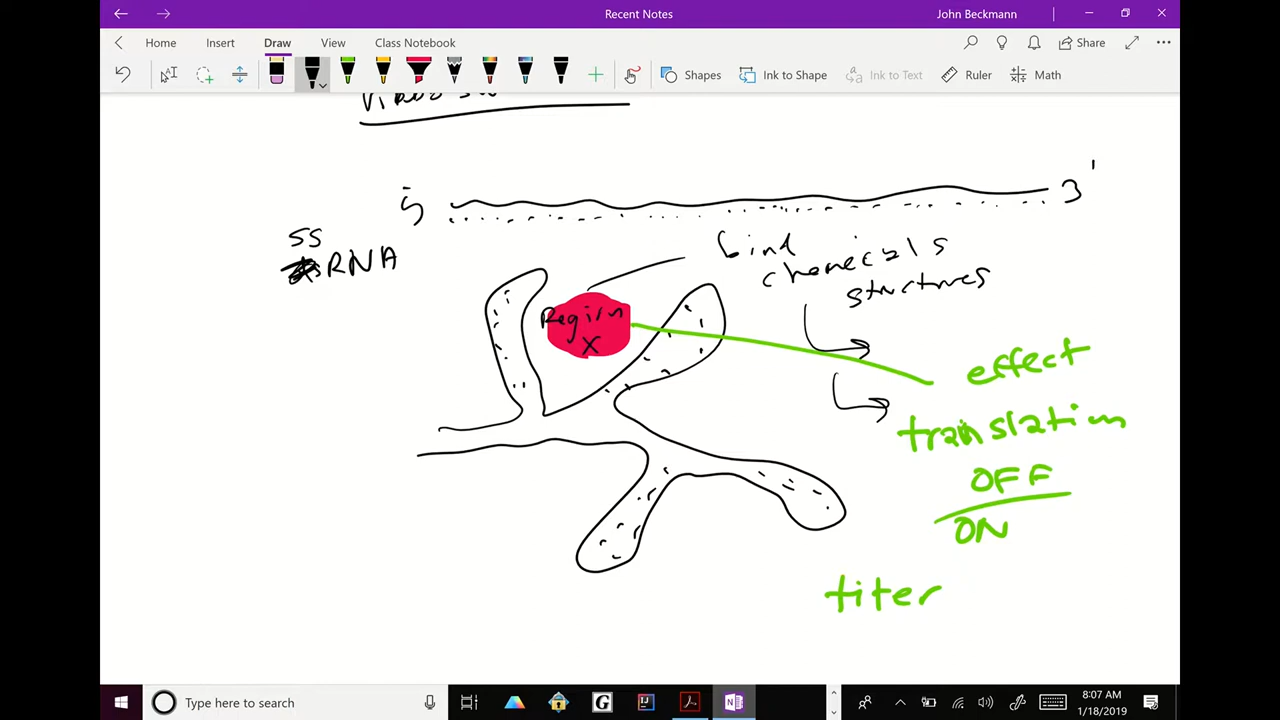 Recent Notes
John Beckmann
Home Insert Draw View Class Notebook
Share
Shapes
Ink to Shape
Ink to Text
Ruler
Math
5' 3'
ss
RNA
bind
chemicals
structures
Region
X
effect
translation
OFF
ON
titer
Type here to search
8:07 AM
1/18/2019